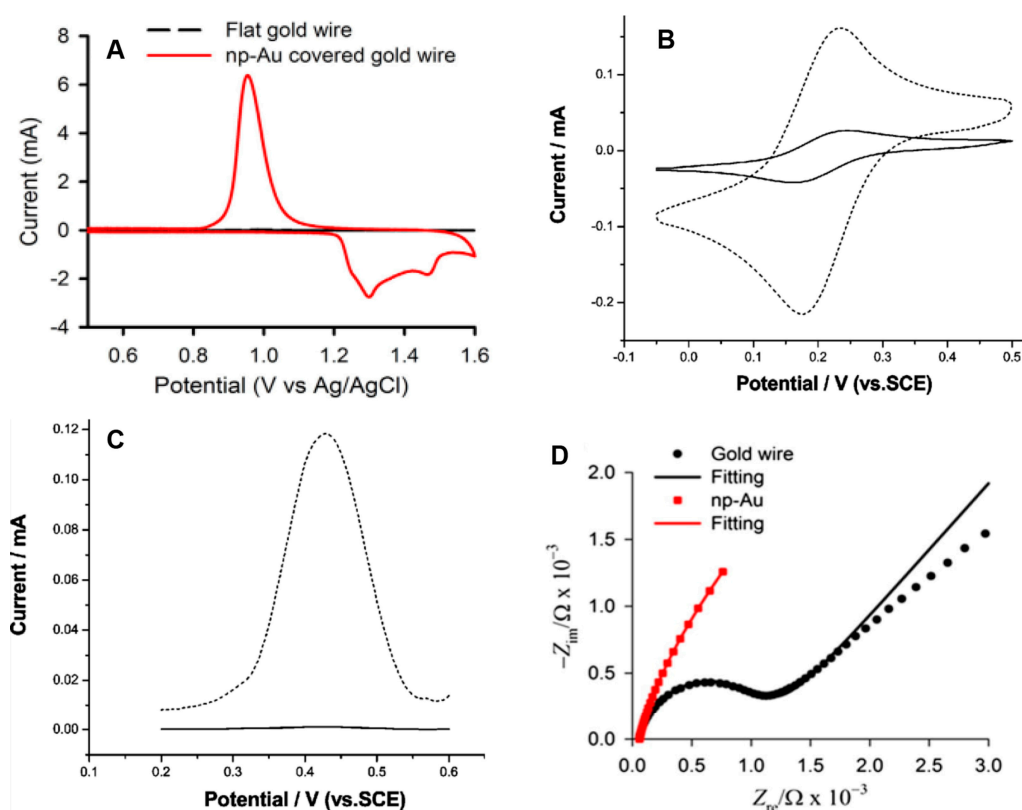 A
Flat gold wire
np-Au covered gold wire
8
6
4
2
0
-2
-4
0.6 0.8 1.0 1.2 1.4 1.6
Current (mA)
Potential (V vs Ag/AgCl)
B
0.1
0.0
-0.1
-0.2
-0.1 0.0 0.1 0.2 0.3 0.4 0.5
Current / mA
Potential / V (vs.SCE)
C
0.12
0.10
0.08
0.06
0.04
0.02
0.00
0.1 0.2 0.3 0.4 0.5 0.6
Current / mA
Potential / V (vs.SCE)
D
Gold wire
Fitting
np-Au
Fitting
2.0
1.5
1.0
0.5
0.0
0.0 0.5 1.0 1.5 2.0 2.5 3.0
−Zim/Ω x 10−3
Zre/Ω x 10−3